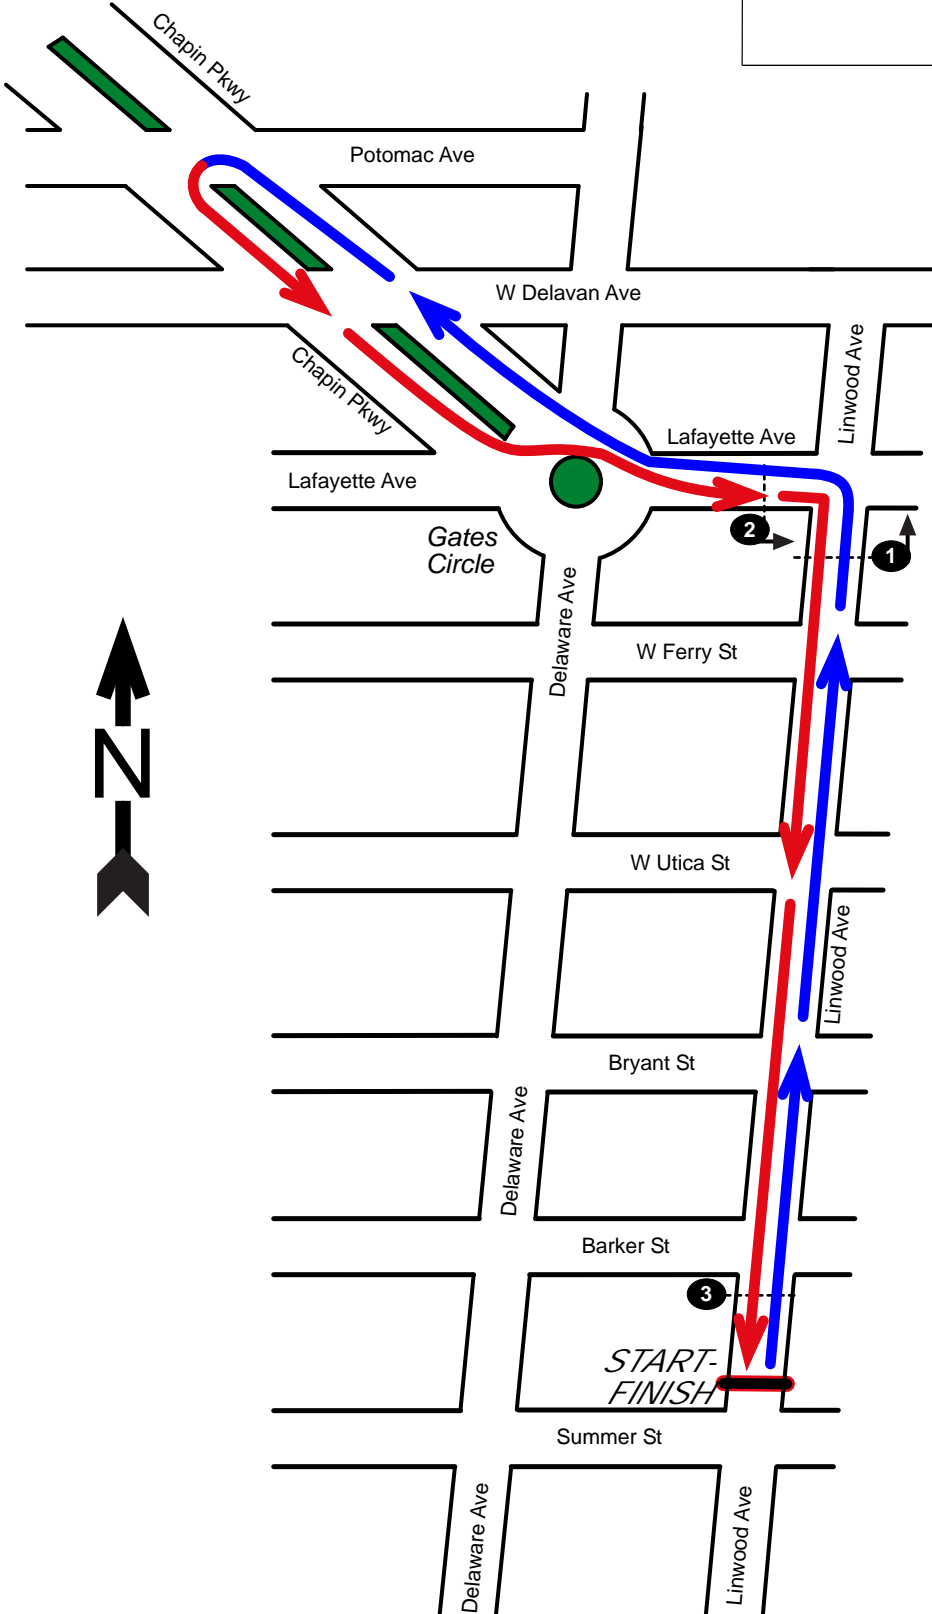 Chapin Pkwy
Potomac Ave
W Delavan Ave
Linwood Ave
Chapin Pkwy
Lafayette Ave
Lafayette Ave
2
Gates
Circle
1
Delaware Ave
W Ferry St
N
W Utica St
Linwood Ave
Bryant St
Delaware Ave
Barker St
3
START-
FINISH
Summer St
Delaware Ave
Linwood Ave